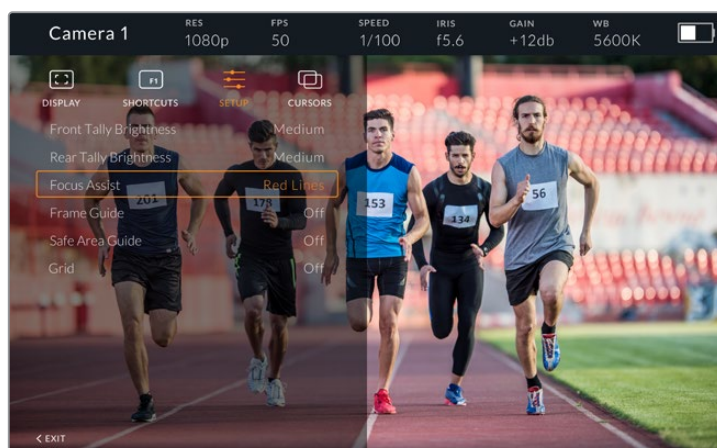 Camera 1
RES FPS SPEED IRIS GAIN WB
1080p 50 1/100 f5.6 +12db 5600K
F1
DISPLAY SHORTCUTS SETUP CURSORS
Front Tally Brightness Medium
Rear Tally Brightness Medium
Focus Assist Red Lines
Frame Guide Off
Safe Area Guide Off
Grid Off
201 178 153 134 56
< EXIT